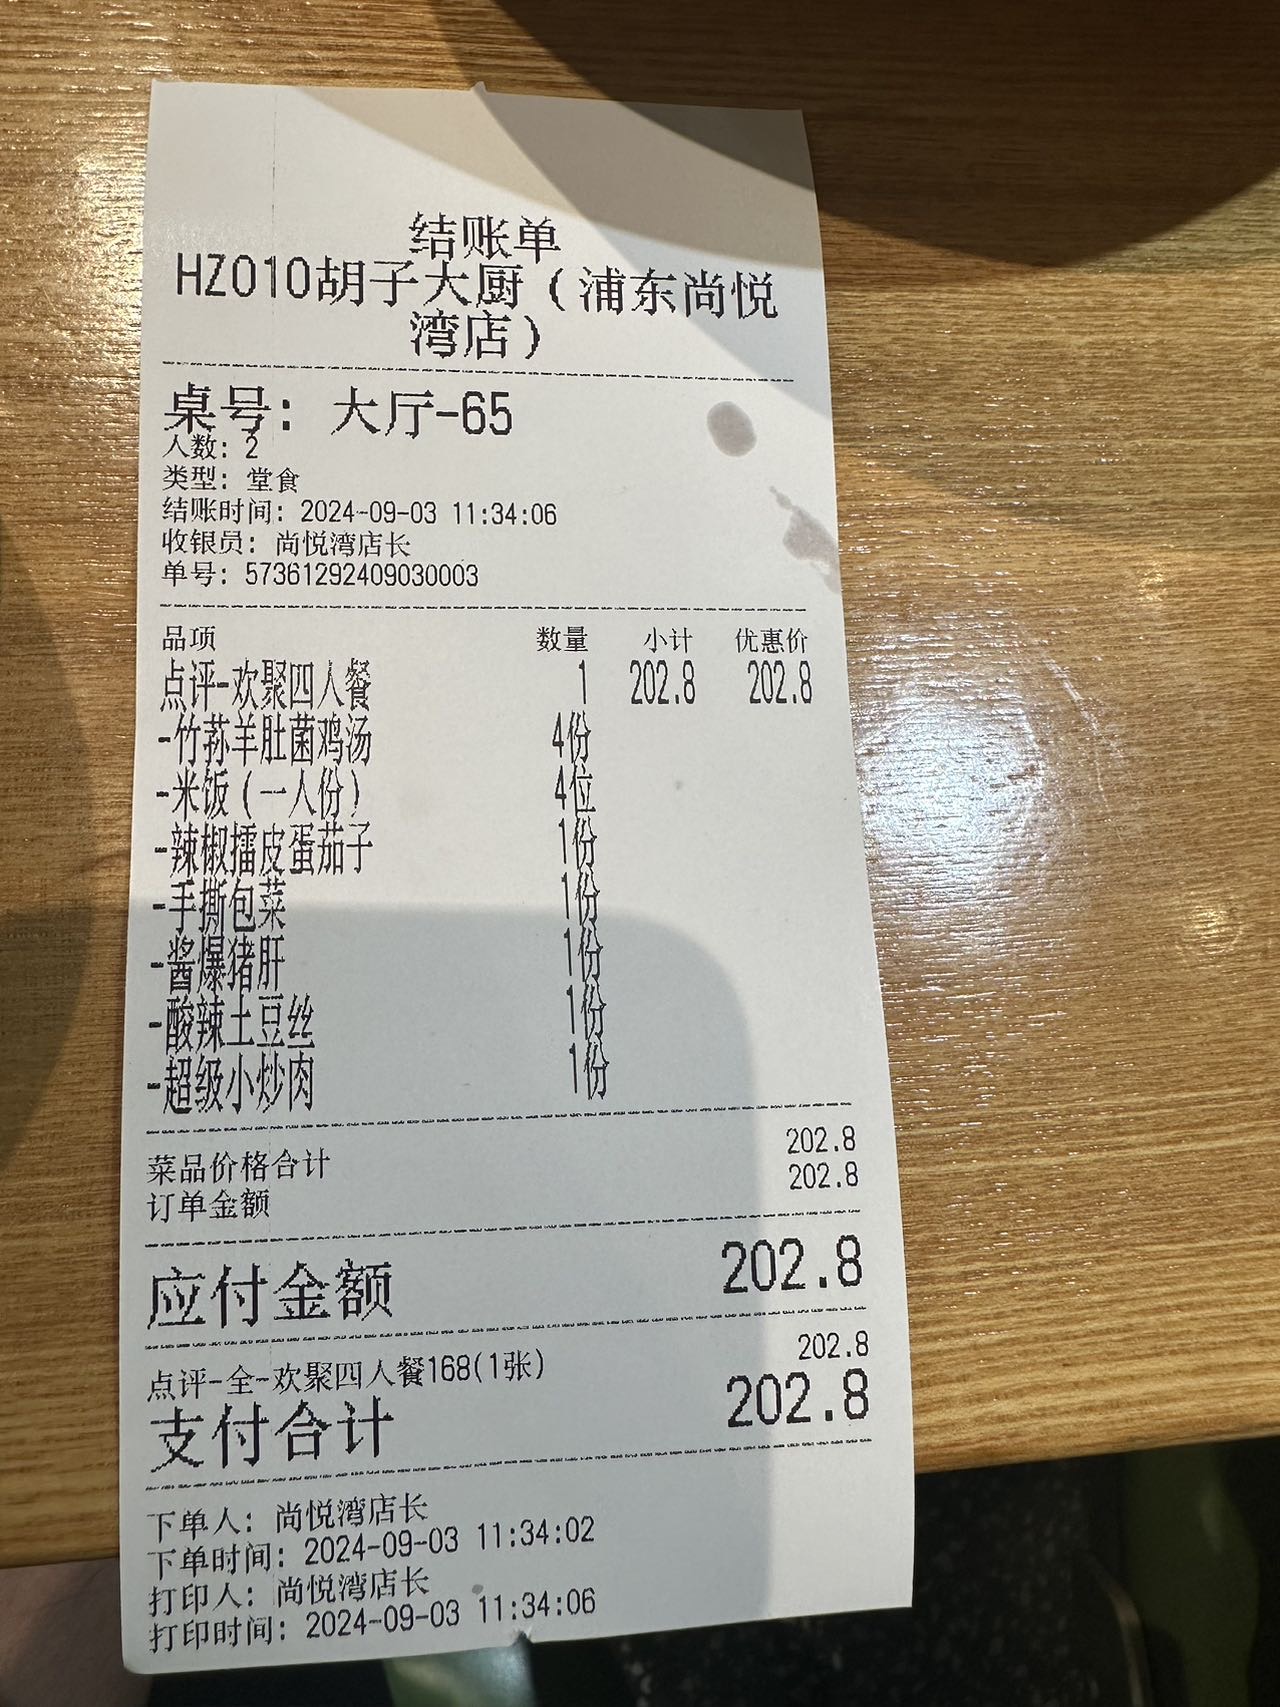 结账单
HZ010胡子大厨(浦东尚悦
湾店)
桌号: 大厅-65
人数: 2
类型: 堂食
结账时间: 2024-09-03 11:34:06
收银员: 尚悦湾店长
单号: 573612924090300​03
品项 数量 小计 优惠价
点评-欢聚四人餐 1 202.8 202.8
-竹荪羊肚菌鸡汤 4份
-米饭(一人份) 4位
-辣椒擂皮蛋茄子 1份
-手撕包菜 1份
-酱爆猪肝 1份
-酸辣土豆丝 1份
-超级小炒肉 1份
菜品价格合计 202.8
订单金额 202.8
应付金额 202.8
点评-全-欢聚四人餐168(1张) 202.8
支付合计 202.8
下单人: 尚悦湾店长
下单时间: 2024-09-03 11:34:02
打印人: 尚悦湾店长
打印时间: 2024-09-03 11:34:06